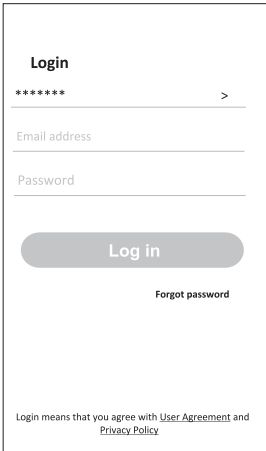 Login
******* >
Email address
Password
Log in
Forgot password
Login means that you agree with User Agreement and
Privacy Policy